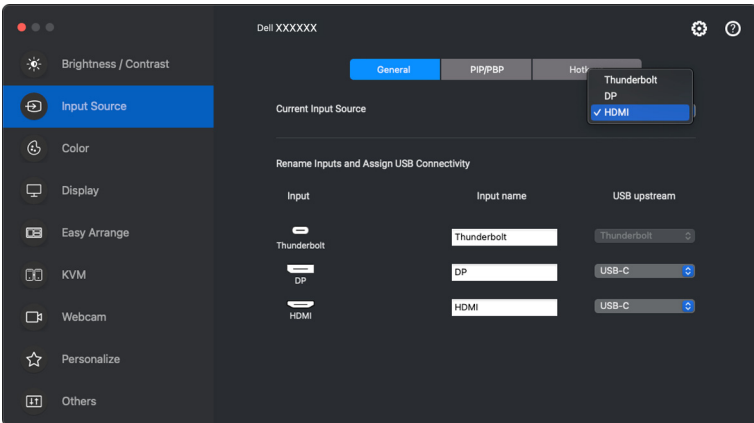 Dell XXXXXX
Brightness / Contrast
Input Source
Color
Display
Easy Arrange
KVM
Webcam
Personalize
Others
General PIP/PBP
Current Input Source
Thunderbolt
DP
✓ HDMI
Rename Inputs and Assign USB Connectivity
Input Input name USB upstream
Thunderbolt Thunderbolt Thunderbolt
DP DP USB-C
HDMI HDMI USB-C